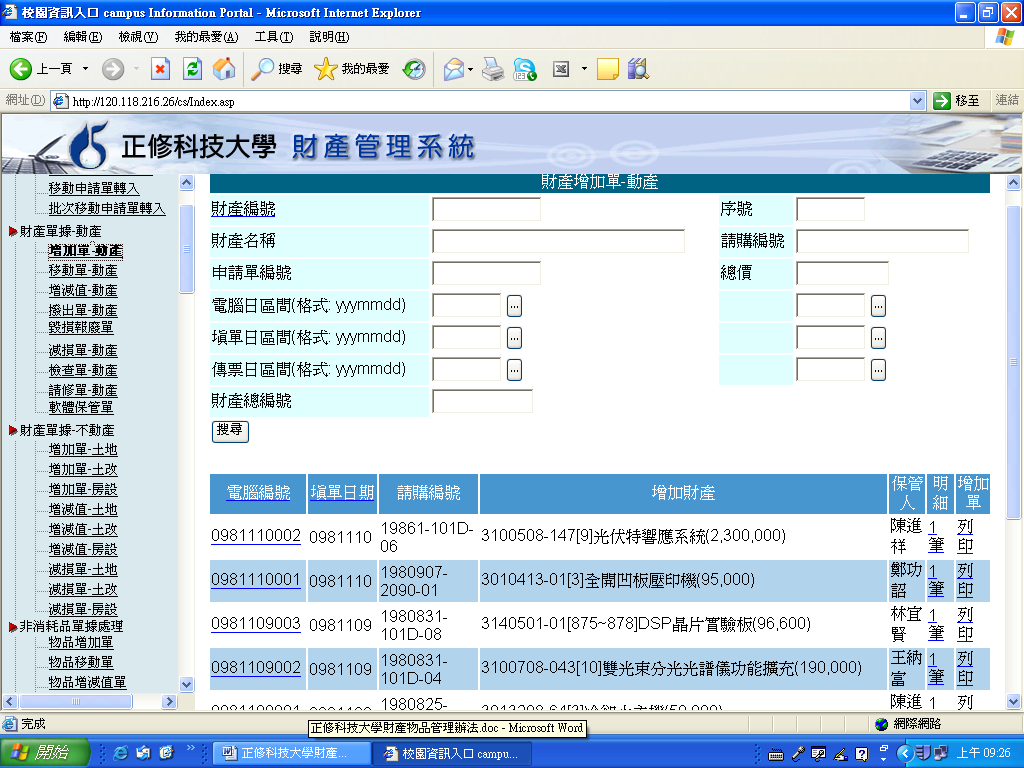 校園資訊入口 campus Information Portal - Microsoft Internet Explorer
檔案(F) 編輯(E) 檢視(V) 我的最愛(A) 工具(T) 說明(H)
上一頁 搜尋 我的最愛
網址(D) http://120.118.216.26/cs/Index.asp 移至 連結
正修科技大學 財產管理系統
移動申請單轉入
批次移動申請單轉入
財產單據-動產
增加單-動產
移動單-動產
增減值-動產
撥出單-動產
毀損報廢單
減損單-動產
檢查單-動產
請修單-動產
軟體保管單
財產單據-不動產
增加單-土地
增加單-土改
增加單-房設
增減值-土地
增減值-土改
增減值-房設
減損單-土地
減損單-土改
減損單-房設
非消耗品單據處理
物品增加單
物品移動單
物品增減值單
財產增加單-動產
財產編號 序號
財產名稱 請購編號
申請單編號 總價
電腦日區間(格式: yyymmdd) ... ...
填單日區間(格式: yyymmdd) ... ...
傳票日區間(格式: yyymmdd) ... ...
財產總編號
搜尋
電腦編號 填單日期 請購編號 增加財產 保管人 明細 增加單
0981110002 0981110 19861-101D-06 3100508-147[9]光伏特響應系統(2,300,000) 陳進祥 1筆 列印
0981110001 0981110 1980907-2090-01 3010413-01[3]全開凹板壓印機(95,000) 鄭功詔 1筆 列印
0981109003 0981109 1980831-101D-08 3140501-01[875~878]DSP晶片實驗板(96,600) 林宜賢 1筆 列印
0981109002 0981109 1980831-101D-04 3100708-043[10]雙光束分光光譜儀功能擴充(190,000) 王納富 1筆 列印
1980825- 陳進 1 列
完成 網際網路
正修科技大學財產物品管理辦法.doc - Microsoft Word
開始 正修科技大學財產... 校園資訊入口 campu... 上午 09:26